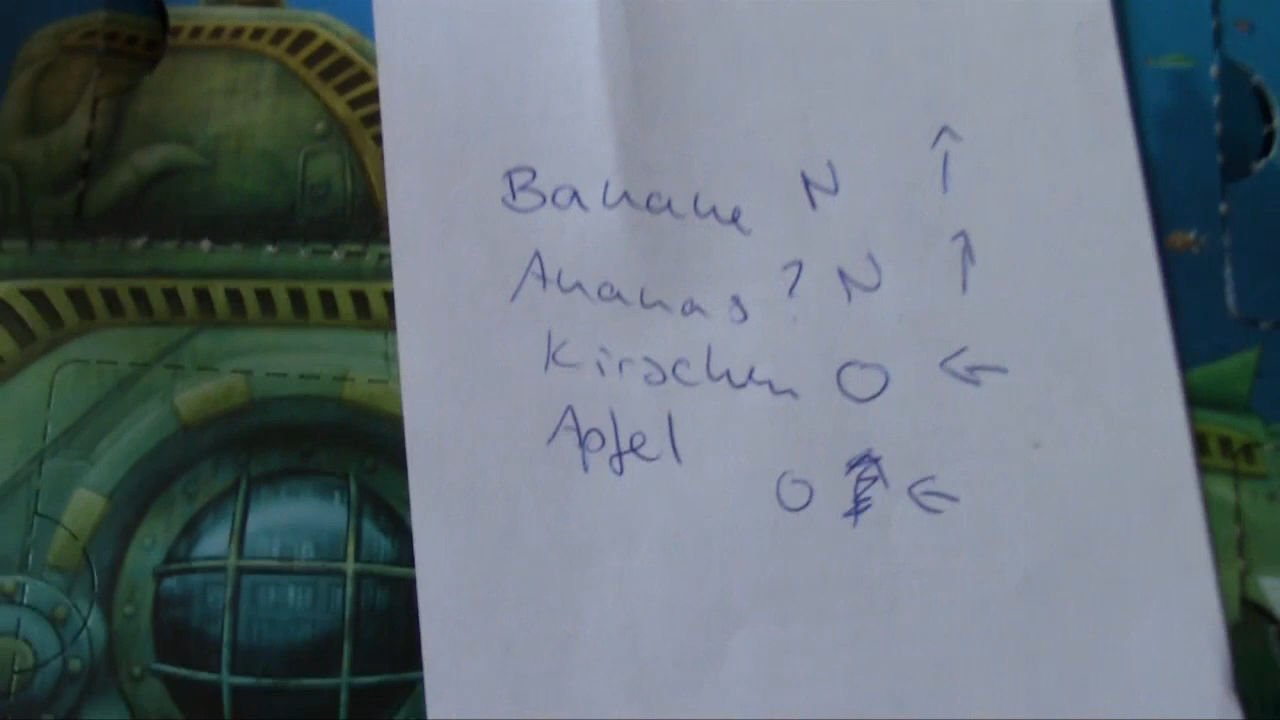 Banane N ↑
Ananas ? N ↑
Kirschen O ←
Apfel
O ←